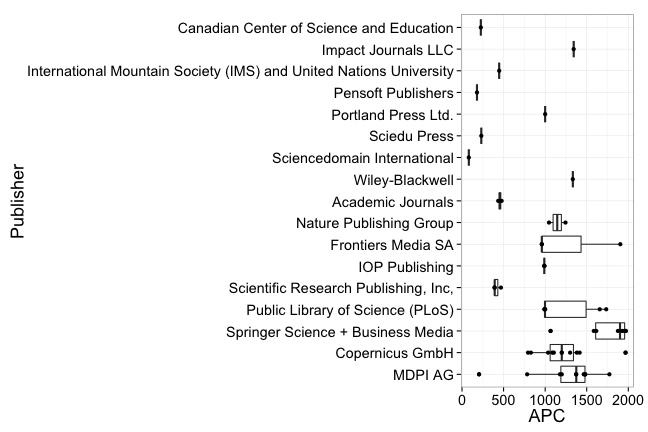 Canadian Center of Science and Education
Impact Journals LLC
International Mountain Society (IMS) and United Nations University
Pensoft Publishers
Portland Press Ltd.
Sciedu Press
Sciencedomain International
Wiley-Blackwell
Academic Journals
Nature Publishing Group
Frontiers Media SA
IOP Publishing
Scientific Research Publishing, Inc,
Public Library of Science (PLoS)
Springer Science + Business Media
Copernicus GmbH
MDPI AG
Publisher
0 500 1000 1500 2000
APC